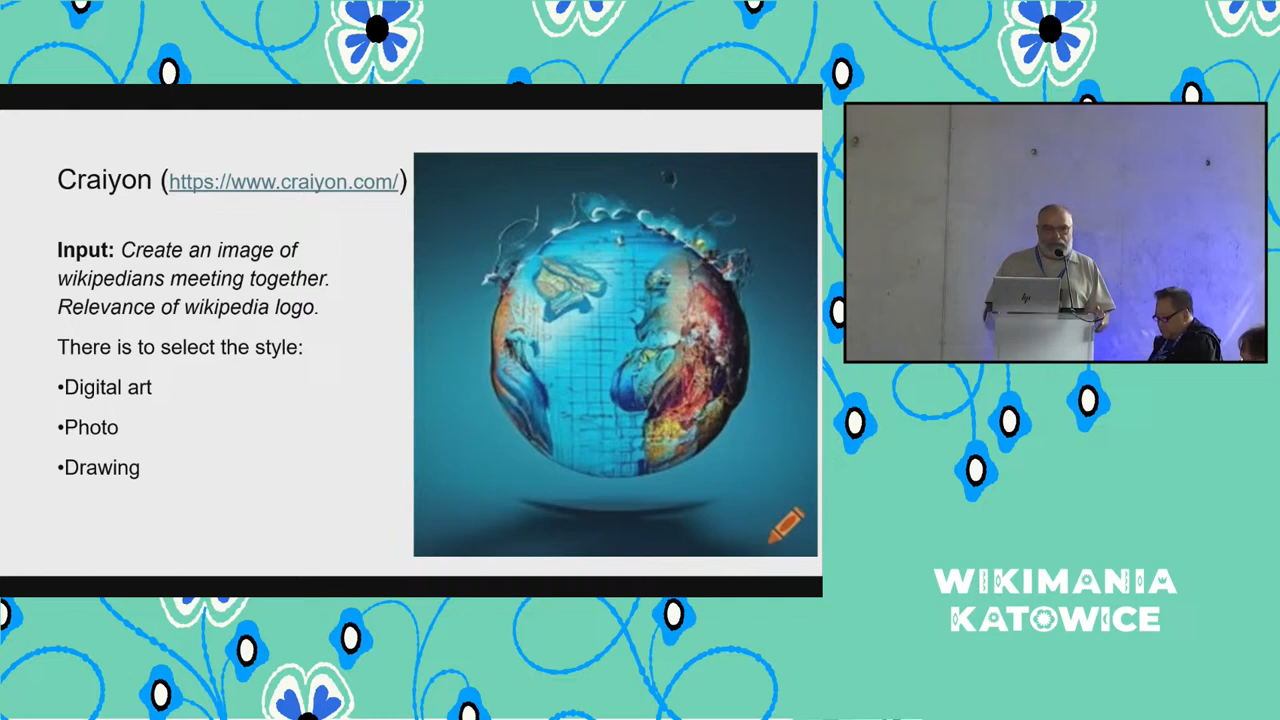 Craiyon (https://www.craiyon.com/)
Input: Create an image of
wikipedians meeting together.
Relevance of wikipedia logo.
There is to select the style:
•Digital art
•Photo
•Drawing
hp
WIKIMANIA
KATOWICE